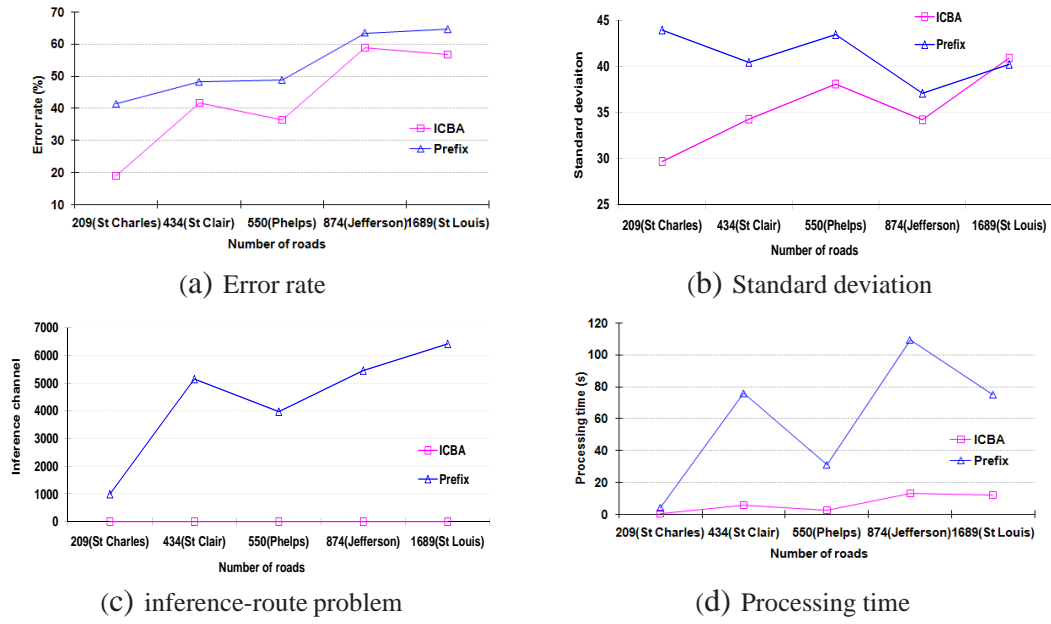 70
60
50
40
30
20
10
Error rate (%)
ICBA
Prefix
209(St Charles) 434(St Clair) 550(Phelps) 874(Jefferson) 1689(St Louis)
Number of roads
(a) Error rate
45
40
35
30
25
Standard deviaiton
ICBA
Prefix
209(St Charles) 434(St Clair) 550(Phelps) 874(Jefferson) 1689(St Louis)
Number of roads
(b) Standard deviation
7000
6000
5000
4000
3000
2000
1000
0
Inference channel
ICBA
Prefix
209(St Charles) 434(St Clair) 550(Phelps) 874(Jefferson) 1689(St Louis)
Number of roads
(c) inference-route problem
120
100
80
60
40
20
0
Processing time (s)
ICBA
Prefix
209(St Charles) 434(St Clair) 550(Phelps) 874(Jefferson) 1689(St Louis)
Number of roads
(d) Processing time